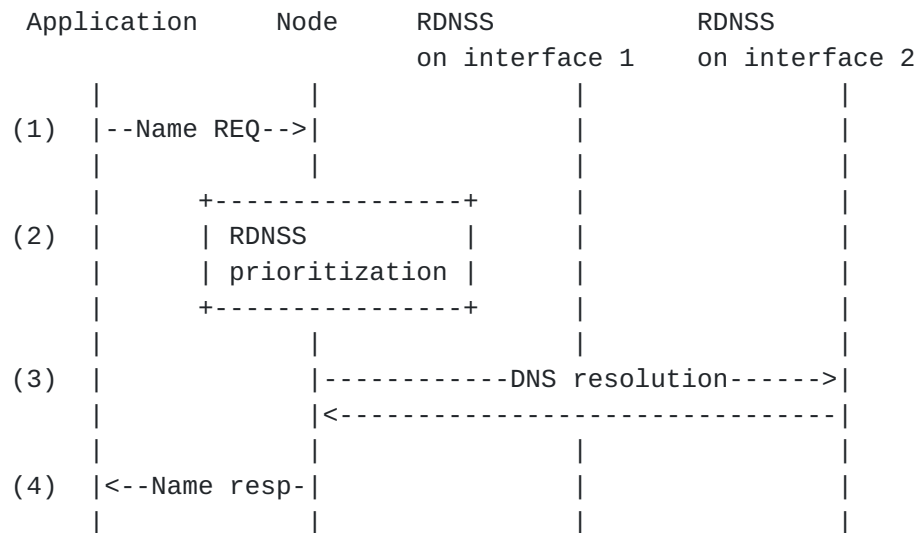 Application Node RDNSS RDNSS
on interface 1 on interface 2
(1) |--Name REQ-->|
(2) RDNSS
prioritization
(3) |------------DNS resolution------>|
|<--------------------------------|
(4) |<--Name resp-|